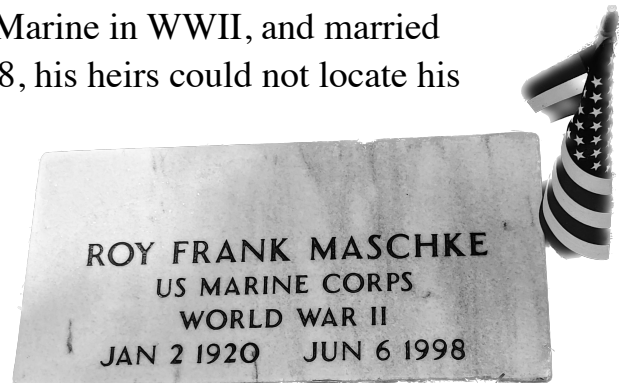 Marine in WWII, and married
8, his heirs could not locate his
ROY FRANK MASCHKE
US MARINE CORPS
WORLD WAR II
JAN 2 1920 JUN 6 1998